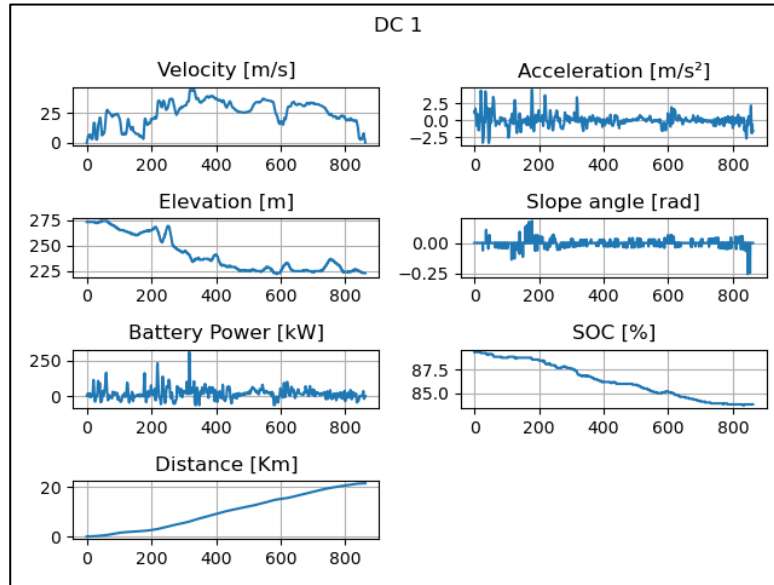 DC 1
Velocity [m/s]
25
0
0 200 400 600 800
Acceleration [m/s²]
2.5
0.0
−2.5
0 200 400 600 800
Elevation [m]
275
250
225
0 200 400 600 800
Slope angle [rad]
0.00
−0.25
0 200 400 600 800
Battery Power [kW]
250
0
0 200 400 600 800
SOC [%]
87.5
85.0
0 200 400 600 800
Distance [Km]
20
0
0 200 400 600 800